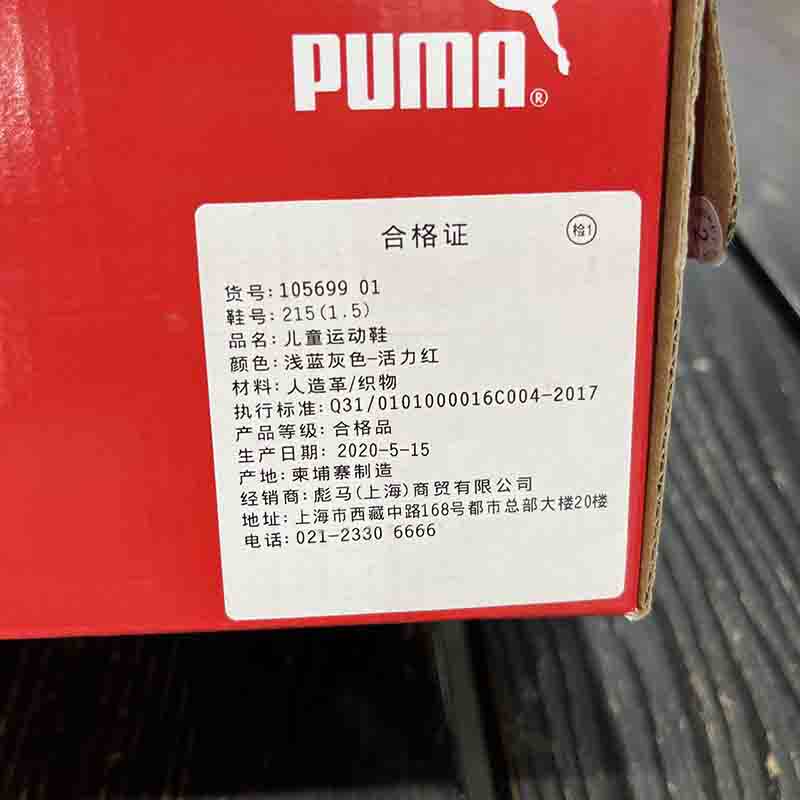 PUMA®
合格证
检1
货号:105699 01
鞋号:215(1.5)
品名:儿童运动鞋
颜色:浅蓝灰色-活力红
材料:人造革/织物
执行标准:Q31/0101000016C004-2017
产品等级:合格品
生产日期: 2020-5-15
产地:柬埔寨制造
经销商:彪马(上海)商贸有限公司
地址:上海市西藏中路168号都市总部大楼20楼
电话:021-2330 6666